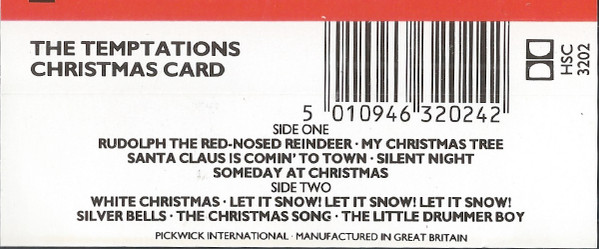 THE TEMPTATIONS
CHRISTMAS CARD
HSC
3202
5 010946 320242
SIDE ONE
RUDOLPH THE RED-NOSED REINDEER · MY CHRISTMAS TREE
SANTA CLAUS IS COMIN' TO TOWN · SILENT NIGHT
SOMEDAY AT CHRISTMAS
SIDE TWO
WHITE CHRISTMAS · LET IT SNOW! LET IT SNOW! LET IT SNOW!
SILVER BELLS · THE CHRISTMAS SONG · THE LITTLE DRUMMER BOY
PICKWICK INTERNATIONAL · MANUFACTURED IN GREAT BRITAIN